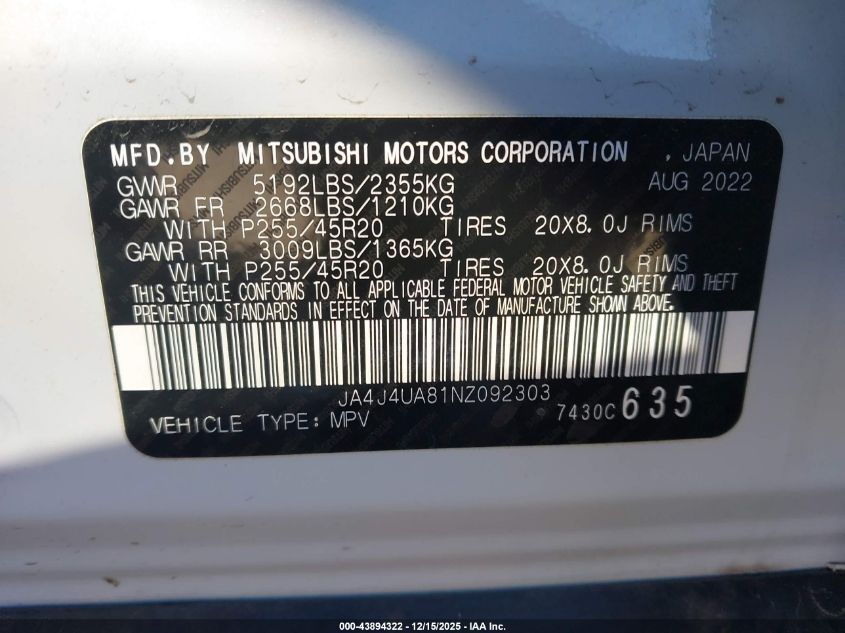 MFD.BY MITSUBISHI MOTORS CORPORATION , JAPAN
GVWR 5192LBS/2355KG AUG 2022
GAWR FR 2668LBS/1210KG
WITH P255/45R20 TIRES 20X8.0J RIMS
GAWR RR 3009LBS/1365KG
WITH P255/45R20 TIRES 20X8.0J RIMS
THIS VEHICLE CONFORMS TO ALL APPLICABLE FEDERAL MOTOR VEHICLE SAFETY AND THEFT
PREVENTION STANDARDS IN EFFECT ON THE DATE OF MANUFACTURE SHOWN ABOVE.
JA4J4UA81NZ092303
VEHICLE TYPE: MPV 7430C 635
000-43894322 - 12/15/2025 - IAA Inc.